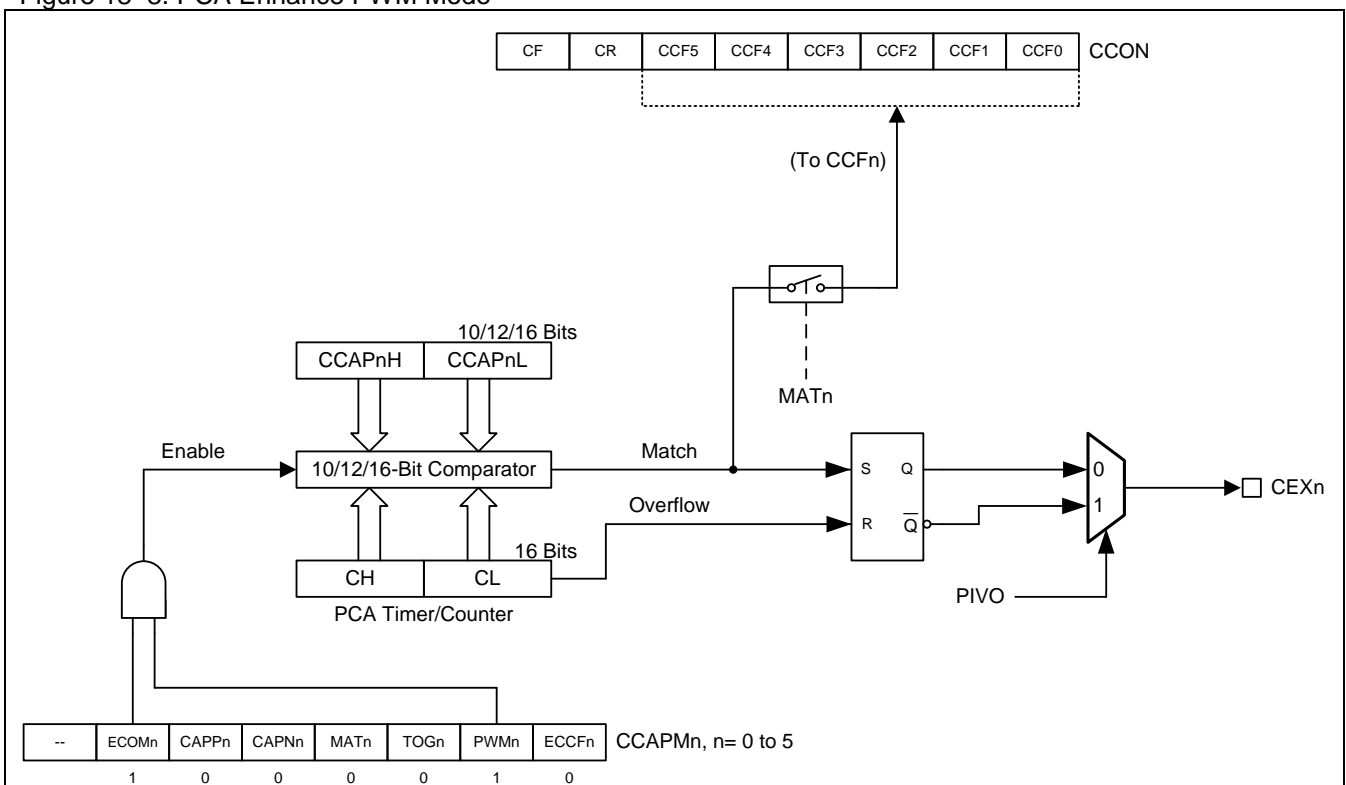 CF CR CCF5 CCF4 CCF3 CCF2 CCF1 CCF0 CCON
(To CCFn)
10/12/16 Bits
CCAPnH CCAPnL
MATn
Enable
10/12/16-Bit Comparator
Match
S Q
0
CEXn
1
Overflow
R Q
16 Bits
CH CL
PIVO
PCA Timer/Counter
-- ECOMn CAPPn CAPNn MATn TOGn PWMn ECCFn CCAPMn, n= 0 to 5
1 0 0 0 0 1 0